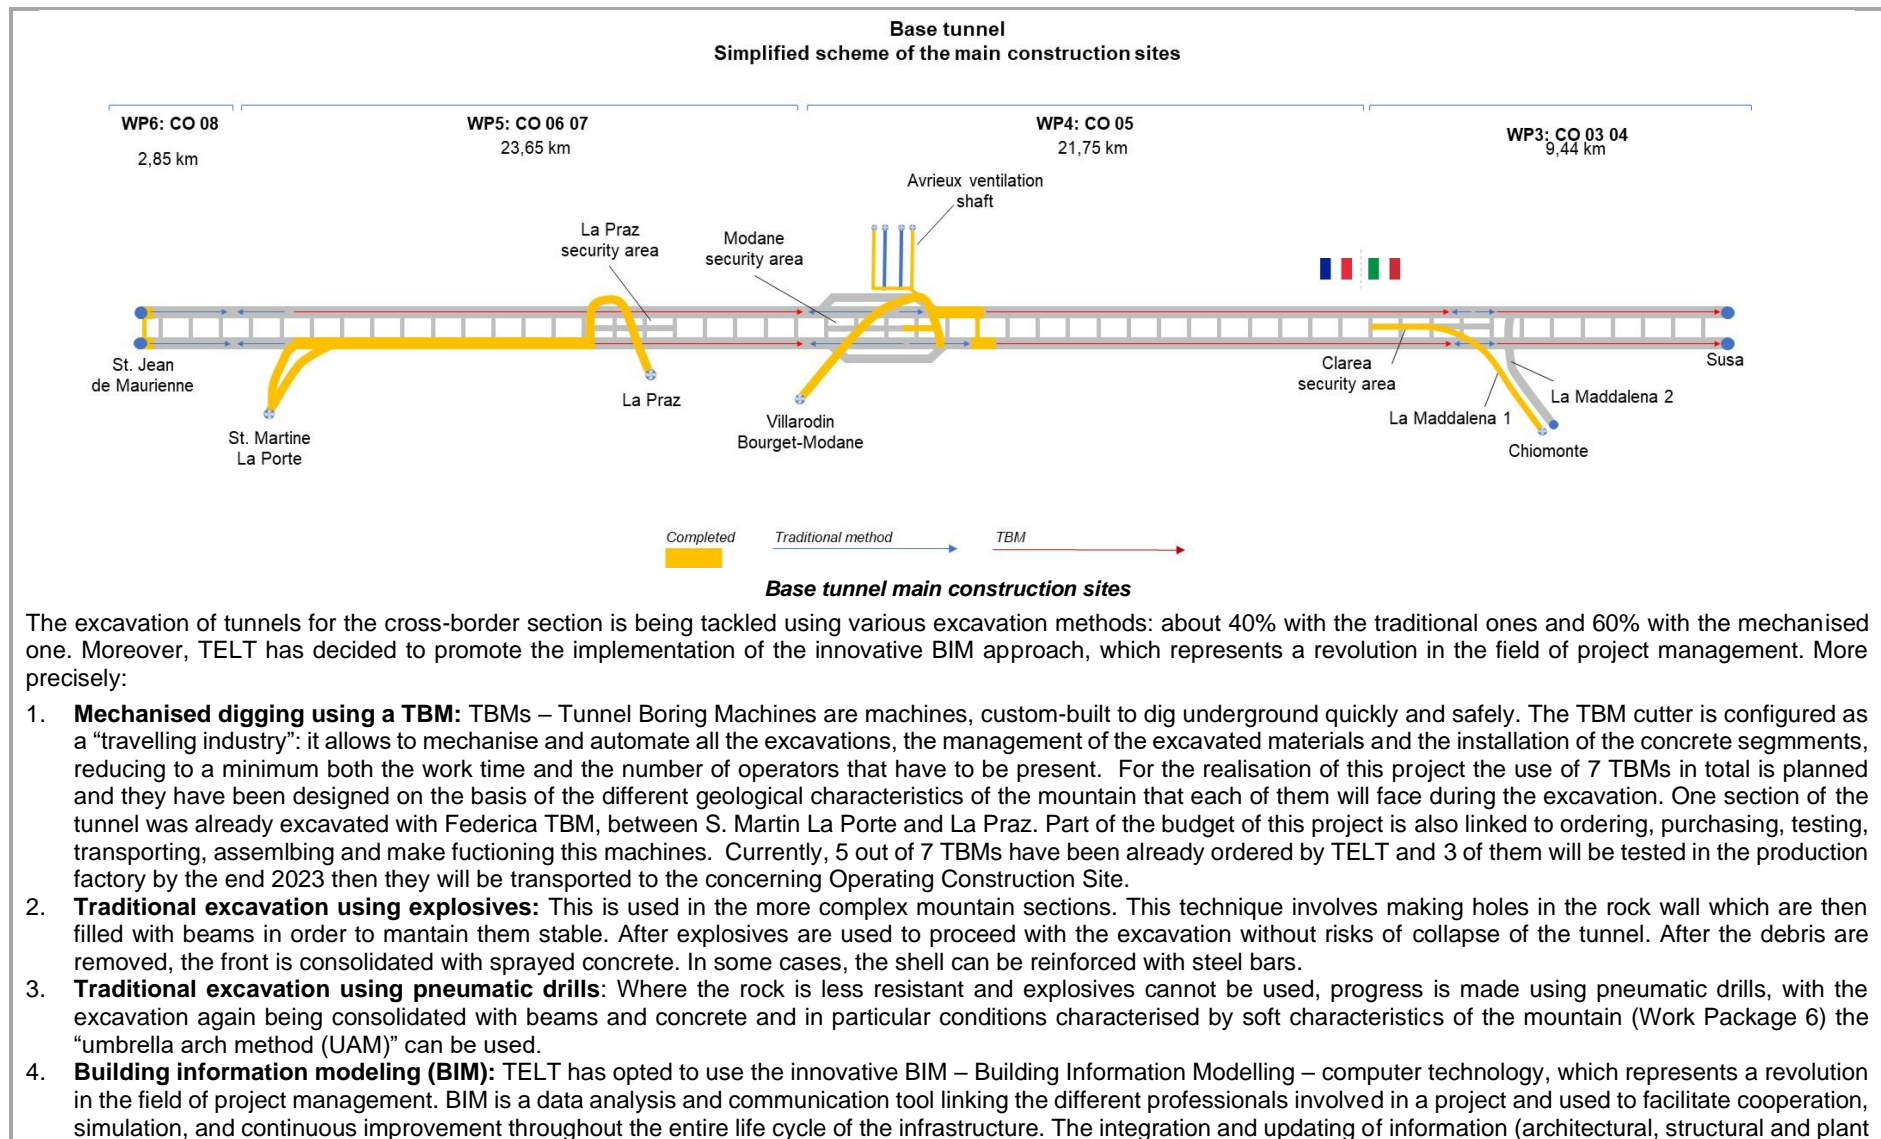 Base tunnel
Simplified scheme of the main construction sites
WP6: CO 08
2,85 km
WP5: CO 06 07
23,65 km
WP4: CO 05
21,75 km
WP3: CO 03 04
9,44 km
Avrieux ventilation
shaft
La Praz
security area
Modane
security area
St. Jean
de Maurienne
St. Martine
La Porte
La Praz
Villarodin
Bourget-Modane
Clarea
security area
La Maddalena 1
La Maddalena 2
Chiomonte
Susa
Completed
Traditional method
TBM
Base tunnel main construction sites
The excavation of tunnels for the cross-border section is being tackled using various excavation methods: about 40% with the traditional ones and 60% with the mechanised
one. Moreover, TELT has decided to promote the implementation of the innovative BIM approach, which represents a revolution in the field of project management. More
precisely:
1. Mechanised digging using a TBM: TBMs – Tunnel Boring Machines are machines, custom-built to dig underground quickly and safely. The TBM cutter is configured as
a “travelling industry”: it allows to mechanise and automate all the excavations, the management of the excavated materials and the installation of the concrete segmments,
reducing to a minimum both the work time and the number of operators that have to be present. For the realisation of this project the use of 7 TBMs in total is planned
and they have been designed on the basis of the different geological characteristics of the mountain that each of them will face during the excavation. One section of the
tunnel was already excavated with Federica TBM, between S. Martin La Porte and La Praz. Part of the budget of this project is also linked to ordering, purchasing, testing,
transporting, assemlbing and make fuctioning this machines. Currently, 5 out of 7 TBMs have been already ordered by TELT and 3 of them will be tested in the production
factory by the end 2023 then they will be transported to the concerning Operating Construction Site.
2. Traditional excavation using explosives: This is used in the more complex mountain sections. This technique involves making holes in the rock wall which are then
filled with beams in order to mantain them stable. After explosives are used to proceed with the excavation without risks of collapse of the tunnel. After the debris are
removed, the front is consolidated with sprayed concrete. In some cases, the shell can be reinforced with steel bars.
3. Traditional excavation using pneumatic drills: Where the rock is less resistant and explosives cannot be used, progress is made using pneumatic drills, with the
excavation again being consolidated with beams and concrete and in particular conditions characterised by soft characteristics of the mountain (Work Package 6) the
“umbrella arch method (UAM)” can be used.
4. Building information modeling (BIM): TELT has opted to use the innovative BIM – Building Information Modelling – computer technology, which represents a revolution
in the field of project management. BIM is a data analysis and communication tool linking the different professionals involved in a project and used to facilitate cooperation,
simulation, and continuous improvement throughout the entire life cycle of the infrastructure. The integration and updating of information (architectural, structural and plant